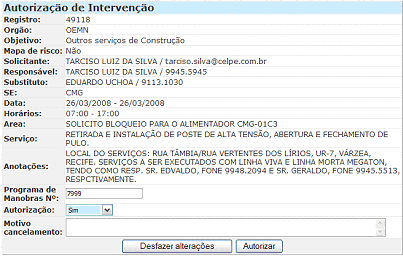 Autorização de Intervenção
Registro: 49118
Orgão: OEMN
Objetivo: Outros serviços de Construção
Mapa de risco: Não
Solicitante: TARCISO LUIZ DA SILVA / tarciso.silva@celpe.com.br
Responsável: TARCISO LUIZ DA SILVA / 9945.5945
Substituto: EDUARDO UCHOA / 9113.1030
SE: CMG
Data: 26/03/2008 - 26/03/2008
Horários: 07:00 - 17:00
Area: SOLICITO BLOQUEIO PARA O ALIMENTADOR CMG-01C3
Serviço: RETIRADA E INSTALAÇÃO DE POSTE DE ALTA TENSÃO, ABERTURA E FECHAMENTO DE
PULO.
Anotações: LOCAL DO SERVIÇOS: RUA TÂMBIA/RUA VERTENTES DOS LÍRIOS, UR-7, VÁRZEA,
RECIFE. SERVIÇOS A SER EXECUTADOS COM LINHA VIVA E LINHA MORTA MEGATON,
TENDO COMO RESP. SR. EDVALDO, FONE 9948.2094 E SR. GERALDO, FONE 9945.5513,
RESPCTIVAMENTE.
Programa de
Manobras Nº: 7999
Autorização: Sim
Motivo
cancelamento:
Desfazer alterações Autorizar